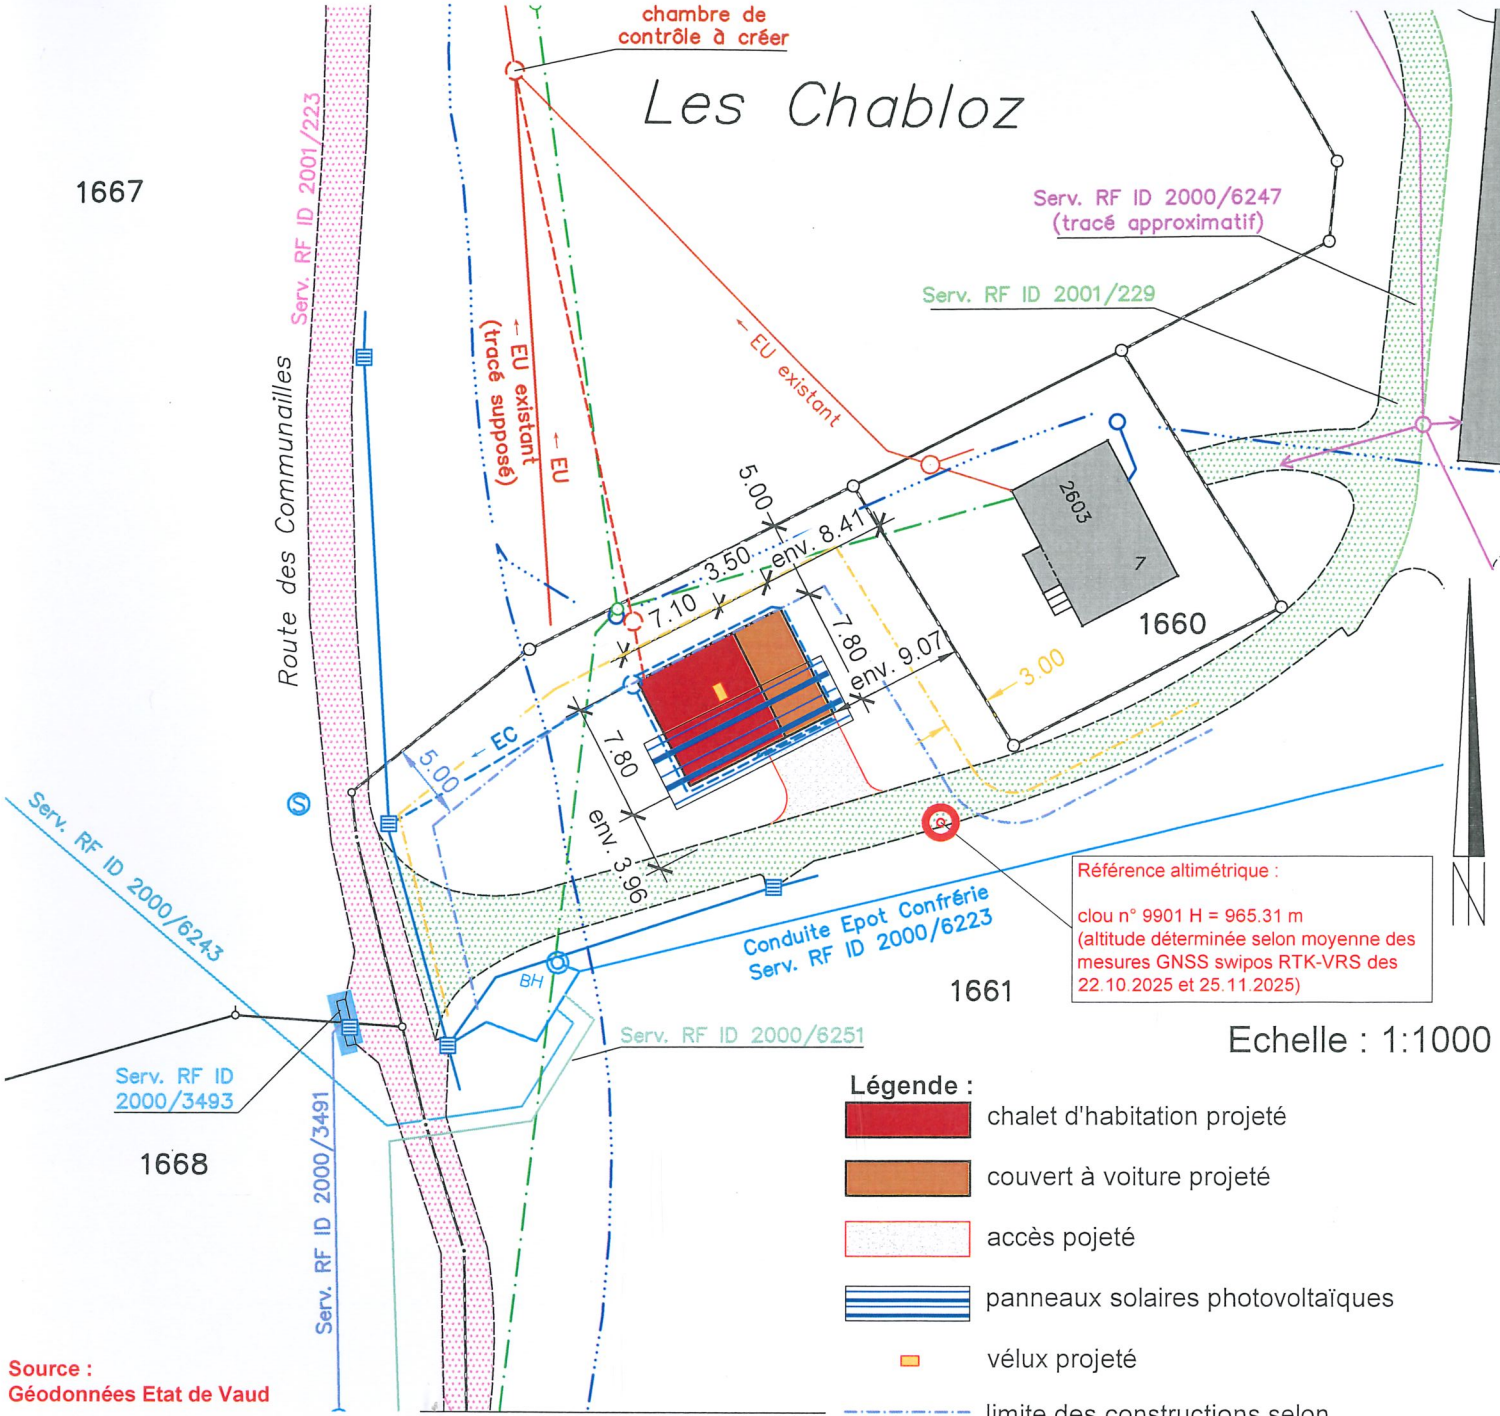 chambre de
contrôle à créer
Les Chabloz
1667
Serv. RF ID 2001/223
Serv. RF ID 2000/6247
(tracé approximatif)
Serv. RF ID 2001/229
← EU existant
(tracé supposé)
← EU
← EU existant
Route des Communailles
5.00
3.50
env. 8.41
7.10
7.80
env. 9.07
2603
7
1660
3.00
← EC
5.00
7.80
env. 3.96
S
Serv. RF ID 2000/6243
Conduite Epot Confrérie
Serv. RF ID 2000/6223
BH
1661
Référence altimétrique :
clou n° 9901 H = 965.31 m
(altitude déterminée selon moyenne des
mesures GNSS swipos RTK-VRS des
22.10.2025 et 25.11.2025)
N
Serv. RF ID 2000/6251
Echelle : 1:1000
Serv. RF ID
2000/3493
1668
Serv. RF ID 2000/3491
Légende :
chalet d'habitation projeté
couvert à voiture projeté
accès pojeté
panneaux solaires photovoltaïques
vélux projeté
limite des constructions selon
Source :
Géodonnées Etat de Vaud